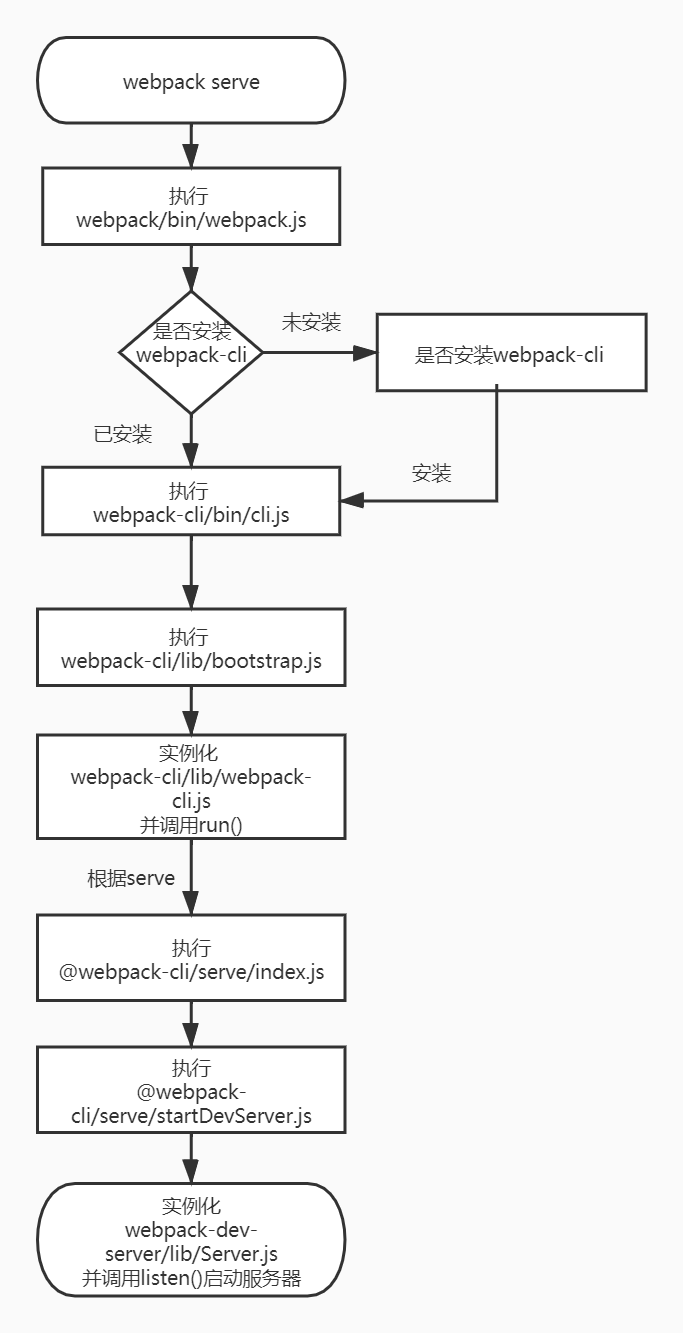 webpack serve
执行
webpack/bin/webpack.js
是否安装
webpack-cli
未安装
是否安装webpack-cli
已安装
安装
执行
webpack-cli/bin/cli.js
执行
webpack-cli/lib/bootstrap.js
实例化
webpack-cli/lib/webpack-
cli.js
并调用run()
根据serve
执行
@webpack-cli/serve/index.js
执行
@webpack-
cli/serve/startDevServer.js
实例化
webpack-dev-
server/lib/Server.js
并调用listen()启动服务器